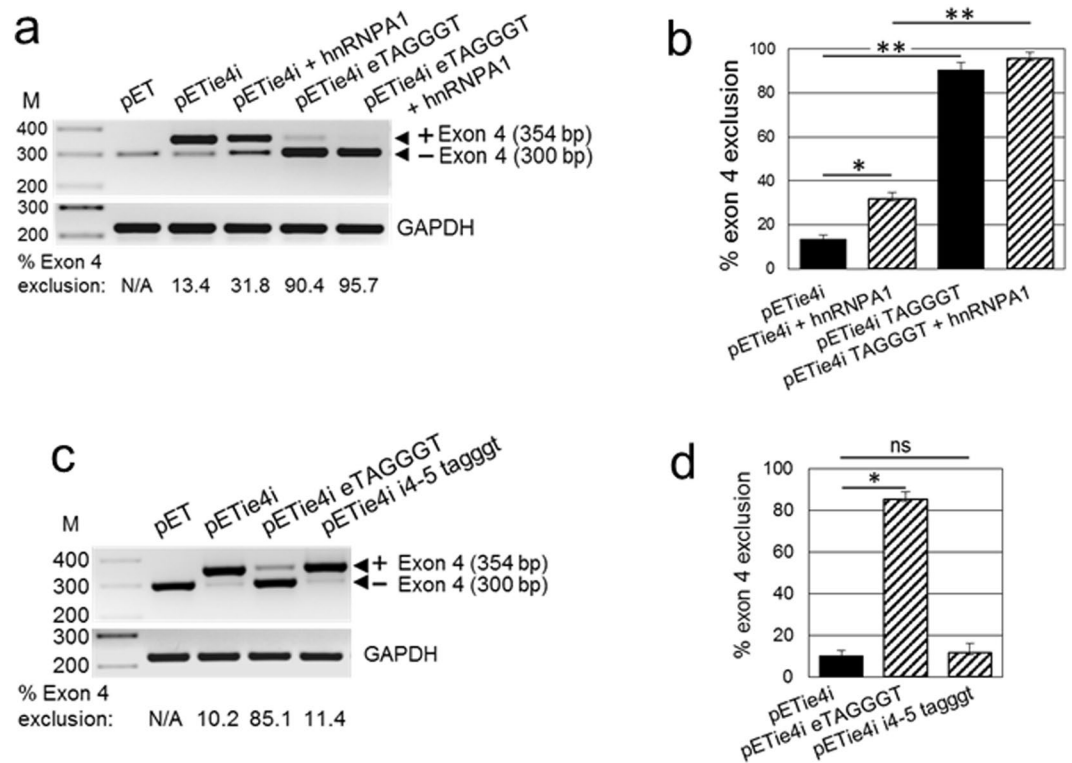 a
M
pET
pETie4i
pETie4i + hnRNPA1
pETie4i eTAGGGT
pETie4i eTAGGGT
+ hnRNPA1
400
300
200
+ Exon 4 (354 bp)
− Exon 4 (300 bp)
300
200
GAPDH
% Exon 4
exclusion: N/A 13.4 31.8 90.4 95.7
b
% exon 4 exclusion
100
80
60
40
20
0
*
**
**
pETie4i
pETie4i + hnRNPA1
pETie4i TAGGGT
pETie4i TAGGGT + hnRNPA1
c
M
pET
pETie4i
pETie4i eTAGGGT
pETie4i i4-5 tagggt
400
300
200
+ Exon 4 (354 bp)
− Exon 4 (300 bp)
300
200
GAPDH
% Exon 4
exclusion: N/A 10.2 85.1 11.4
d
% exon 4 exclusion
100
80
60
40
20
0
ns
*
pETie4i
pETie4i eTAGGGT
pETie4i i4-5 tagggt